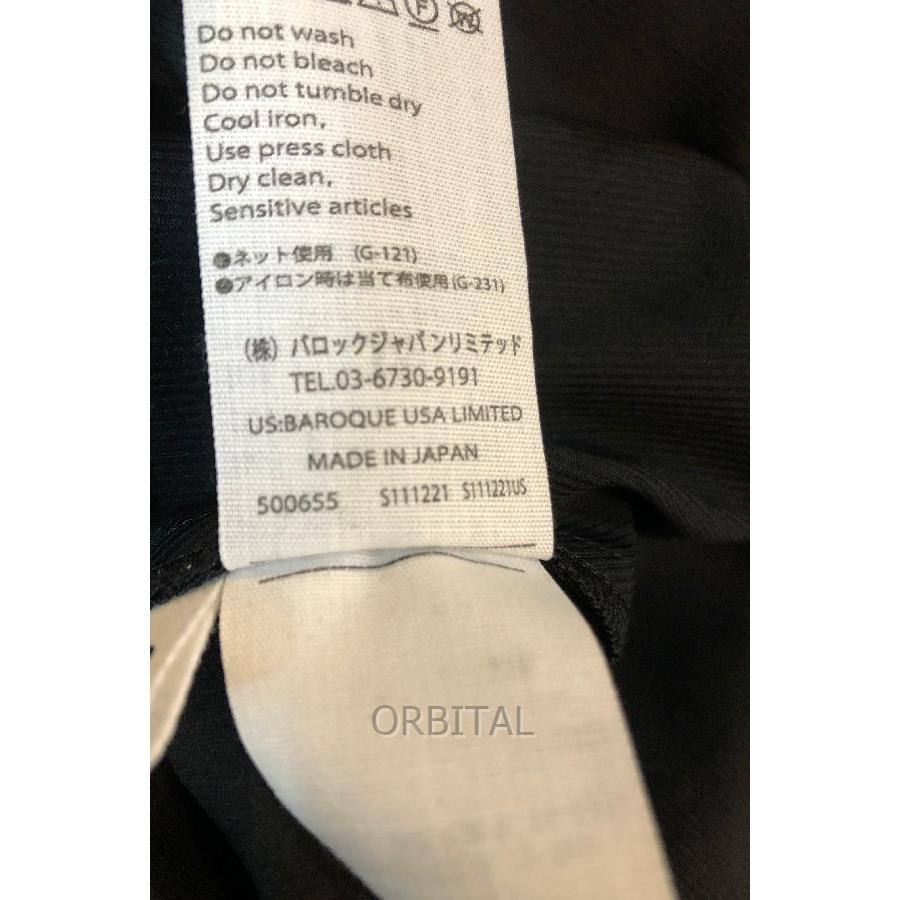 Do not wash
Do not bleach
Do not tumble dry
Cool iron,
Use press cloth
Dry clean,
Sensitive articles
●ネット使用 (G-121)
●アイロン時は当て布使用(G-231)
(株) バロックジャパンリミテッド
TEL.03-6730-9191
US:BAROQUE USA LIMITED
MADE IN JAPAN
500655 S111221 S111221US
ORBITAL